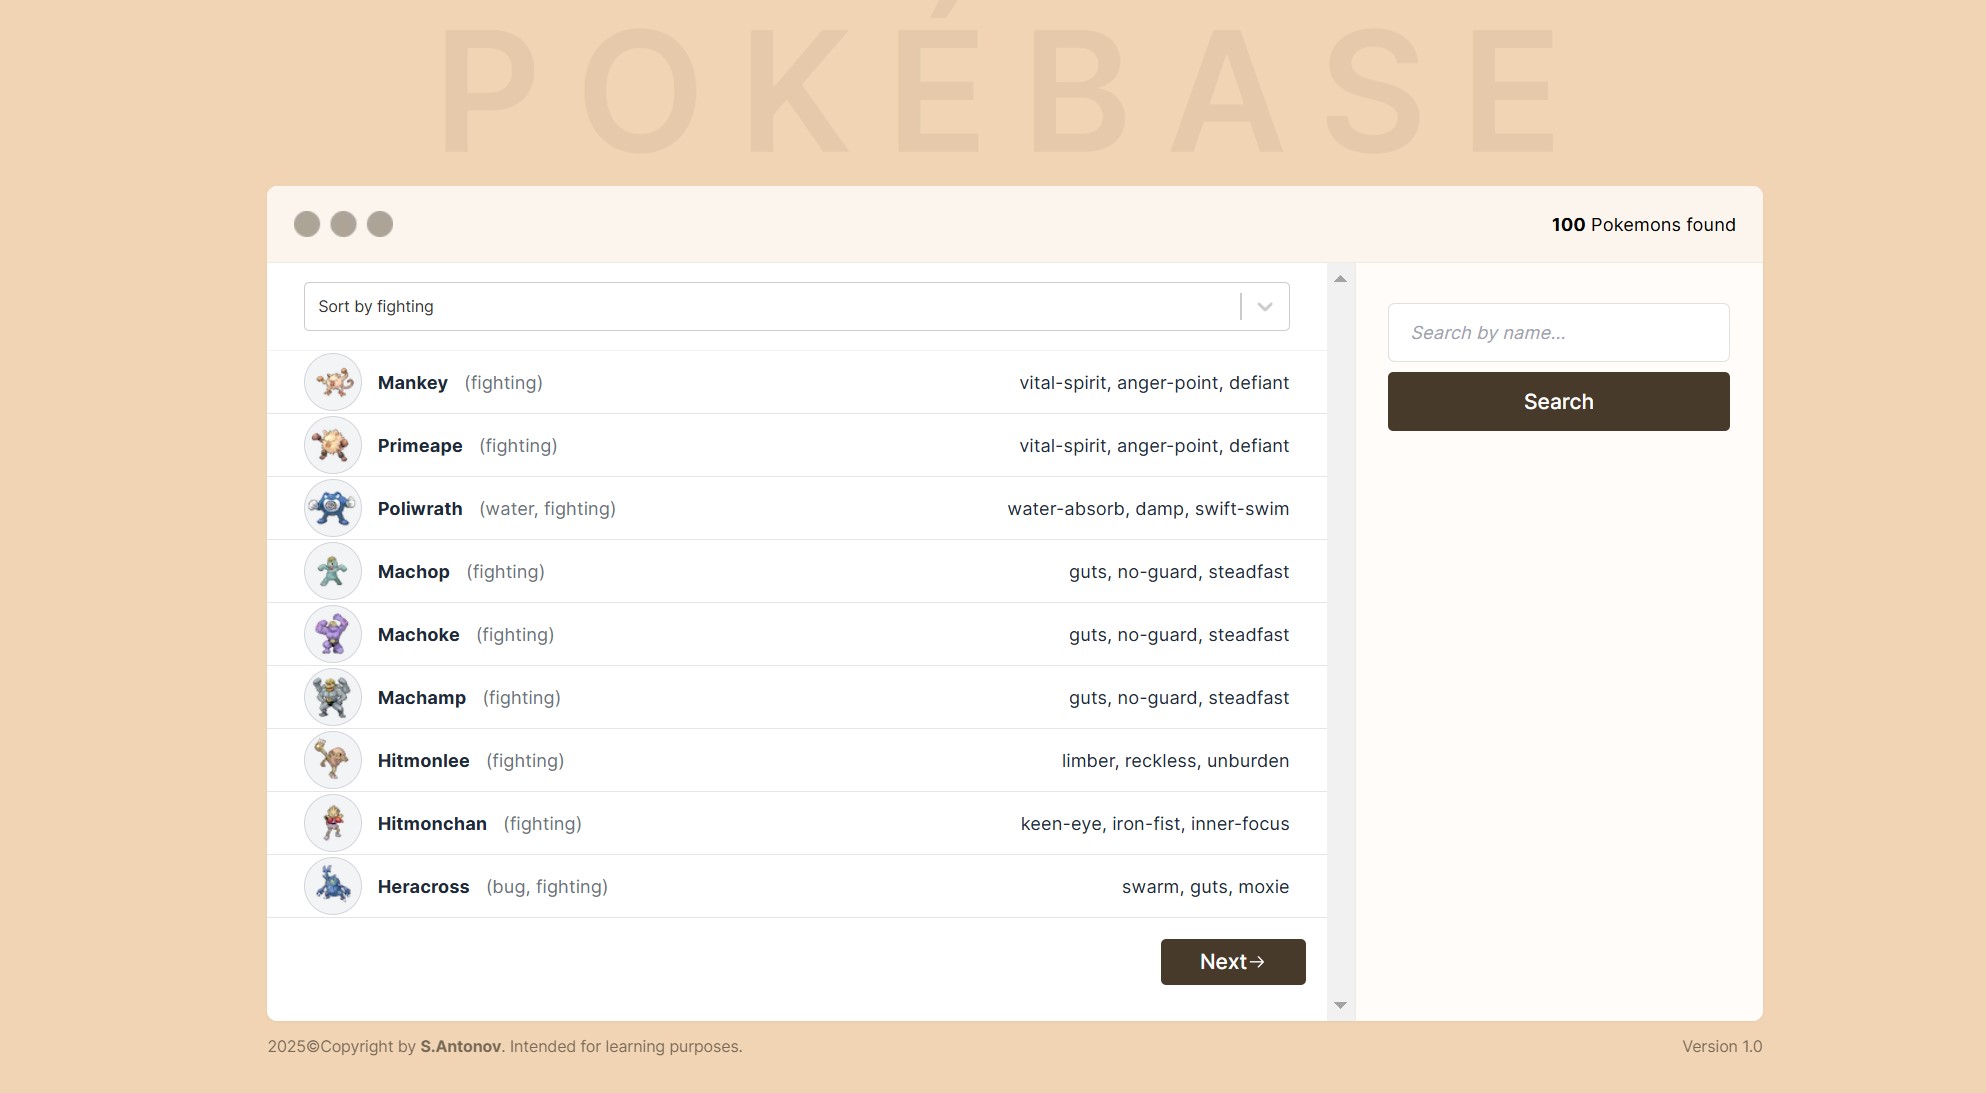 POKÉBASE
100 Pokemons found
Sort by fighting
Search by name...
Search
Mankey (fighting) vital-spirit, anger-point, defiant
Primeape (fighting) vital-spirit, anger-point, defiant
Poliwrath (water, fighting) water-absorb, damp, swift-swim
Machop (fighting) guts, no-guard, steadfast
Machoke (fighting) guts, no-guard, steadfast
Machamp (fighting) guts, no-guard, steadfast
Hitmonlee (fighting) limber, reckless, unburden
Hitmonchan (fighting) keen-eye, iron-fist, inner-focus
Heracross (bug, fighting) swarm, guts, moxie
Next→
2025©Copyright by S.Antonov. Intended for learning purposes.
Version 1.0